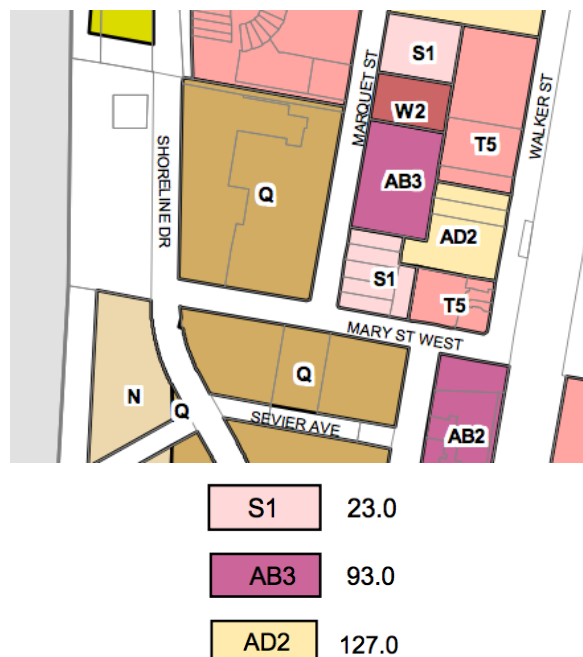 S1
MARQUET ST
W2
WALKER ST
T5
SHORELINE DR
AB3
Q
AD2
S1
T5
MARY ST WEST
Q
N
Q
SEVIER AVE
AB2
S1 23.0
AB3 93.0
AD2 127.0